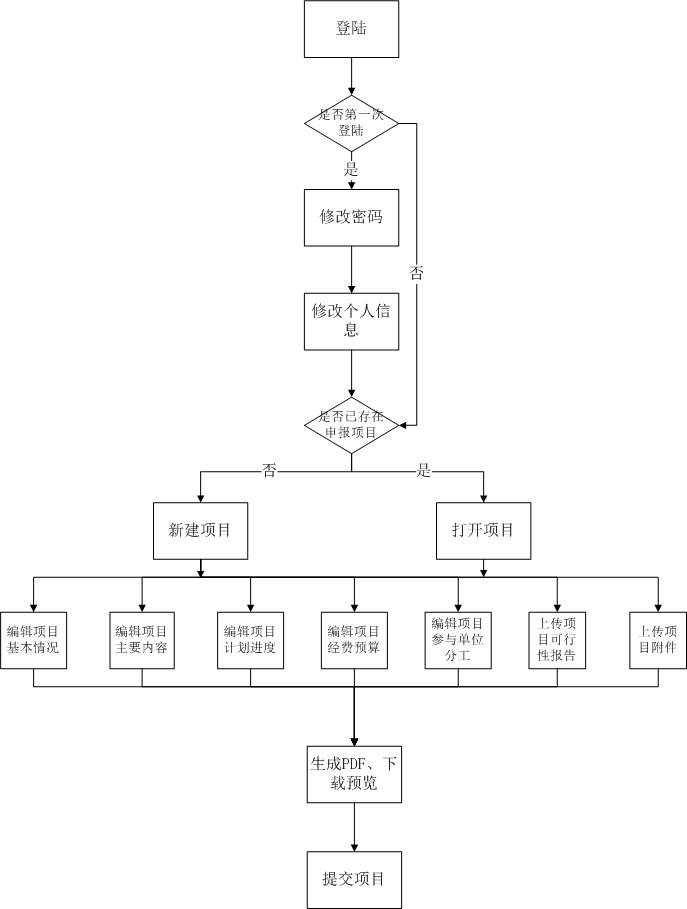 登陆
是否第一次
登陆
是
修改密码
否
修改个人信
息
是否已存在
申报项目
否
是
新建项目
打开项目
编辑项目
基本情况
编辑项目
主要内容
编辑项目
计划进度
编辑项目
经费预算
编辑项目
参与单位
分工
上传项
目可行
性报告
上传项
目附件
生成PDF、下
载预览
提交项目